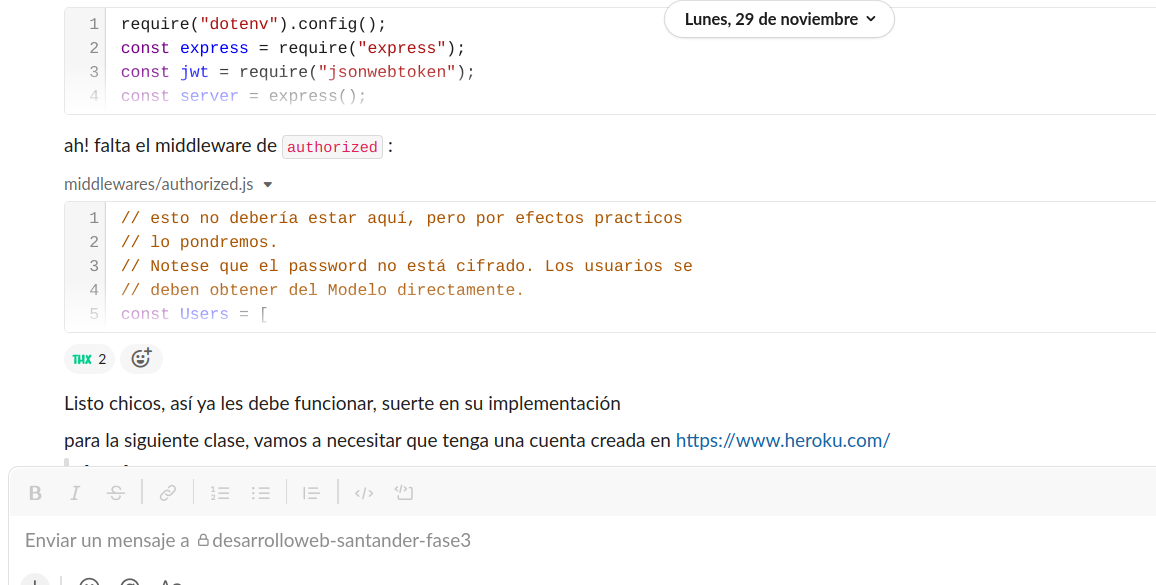 Lunes, 29 de noviembre
1 require("dotenv").config();
2 const express = require("express");
3 const jwt = require("jsonwebtoken");
4 const server = express();
ah! falta el middleware de authorized :
middlewares/authorized.js
1 // esto no debería estar aquí, pero por efectos practicos
2 // lo pondremos.
3 // Notese que el password no está cifrado. Los usuarios se
4 // deben obtener del Modelo directamente.
5 const Users = [
THX 2
Listo chicos, así ya les debe funcionar, suerte en su implementación
para la siguiente clase, vamos a necesitar que tenga una cuenta creada en https://www.heroku.com/
B I S
Enviar un mensaje a desarrolloweb-santander-fase3